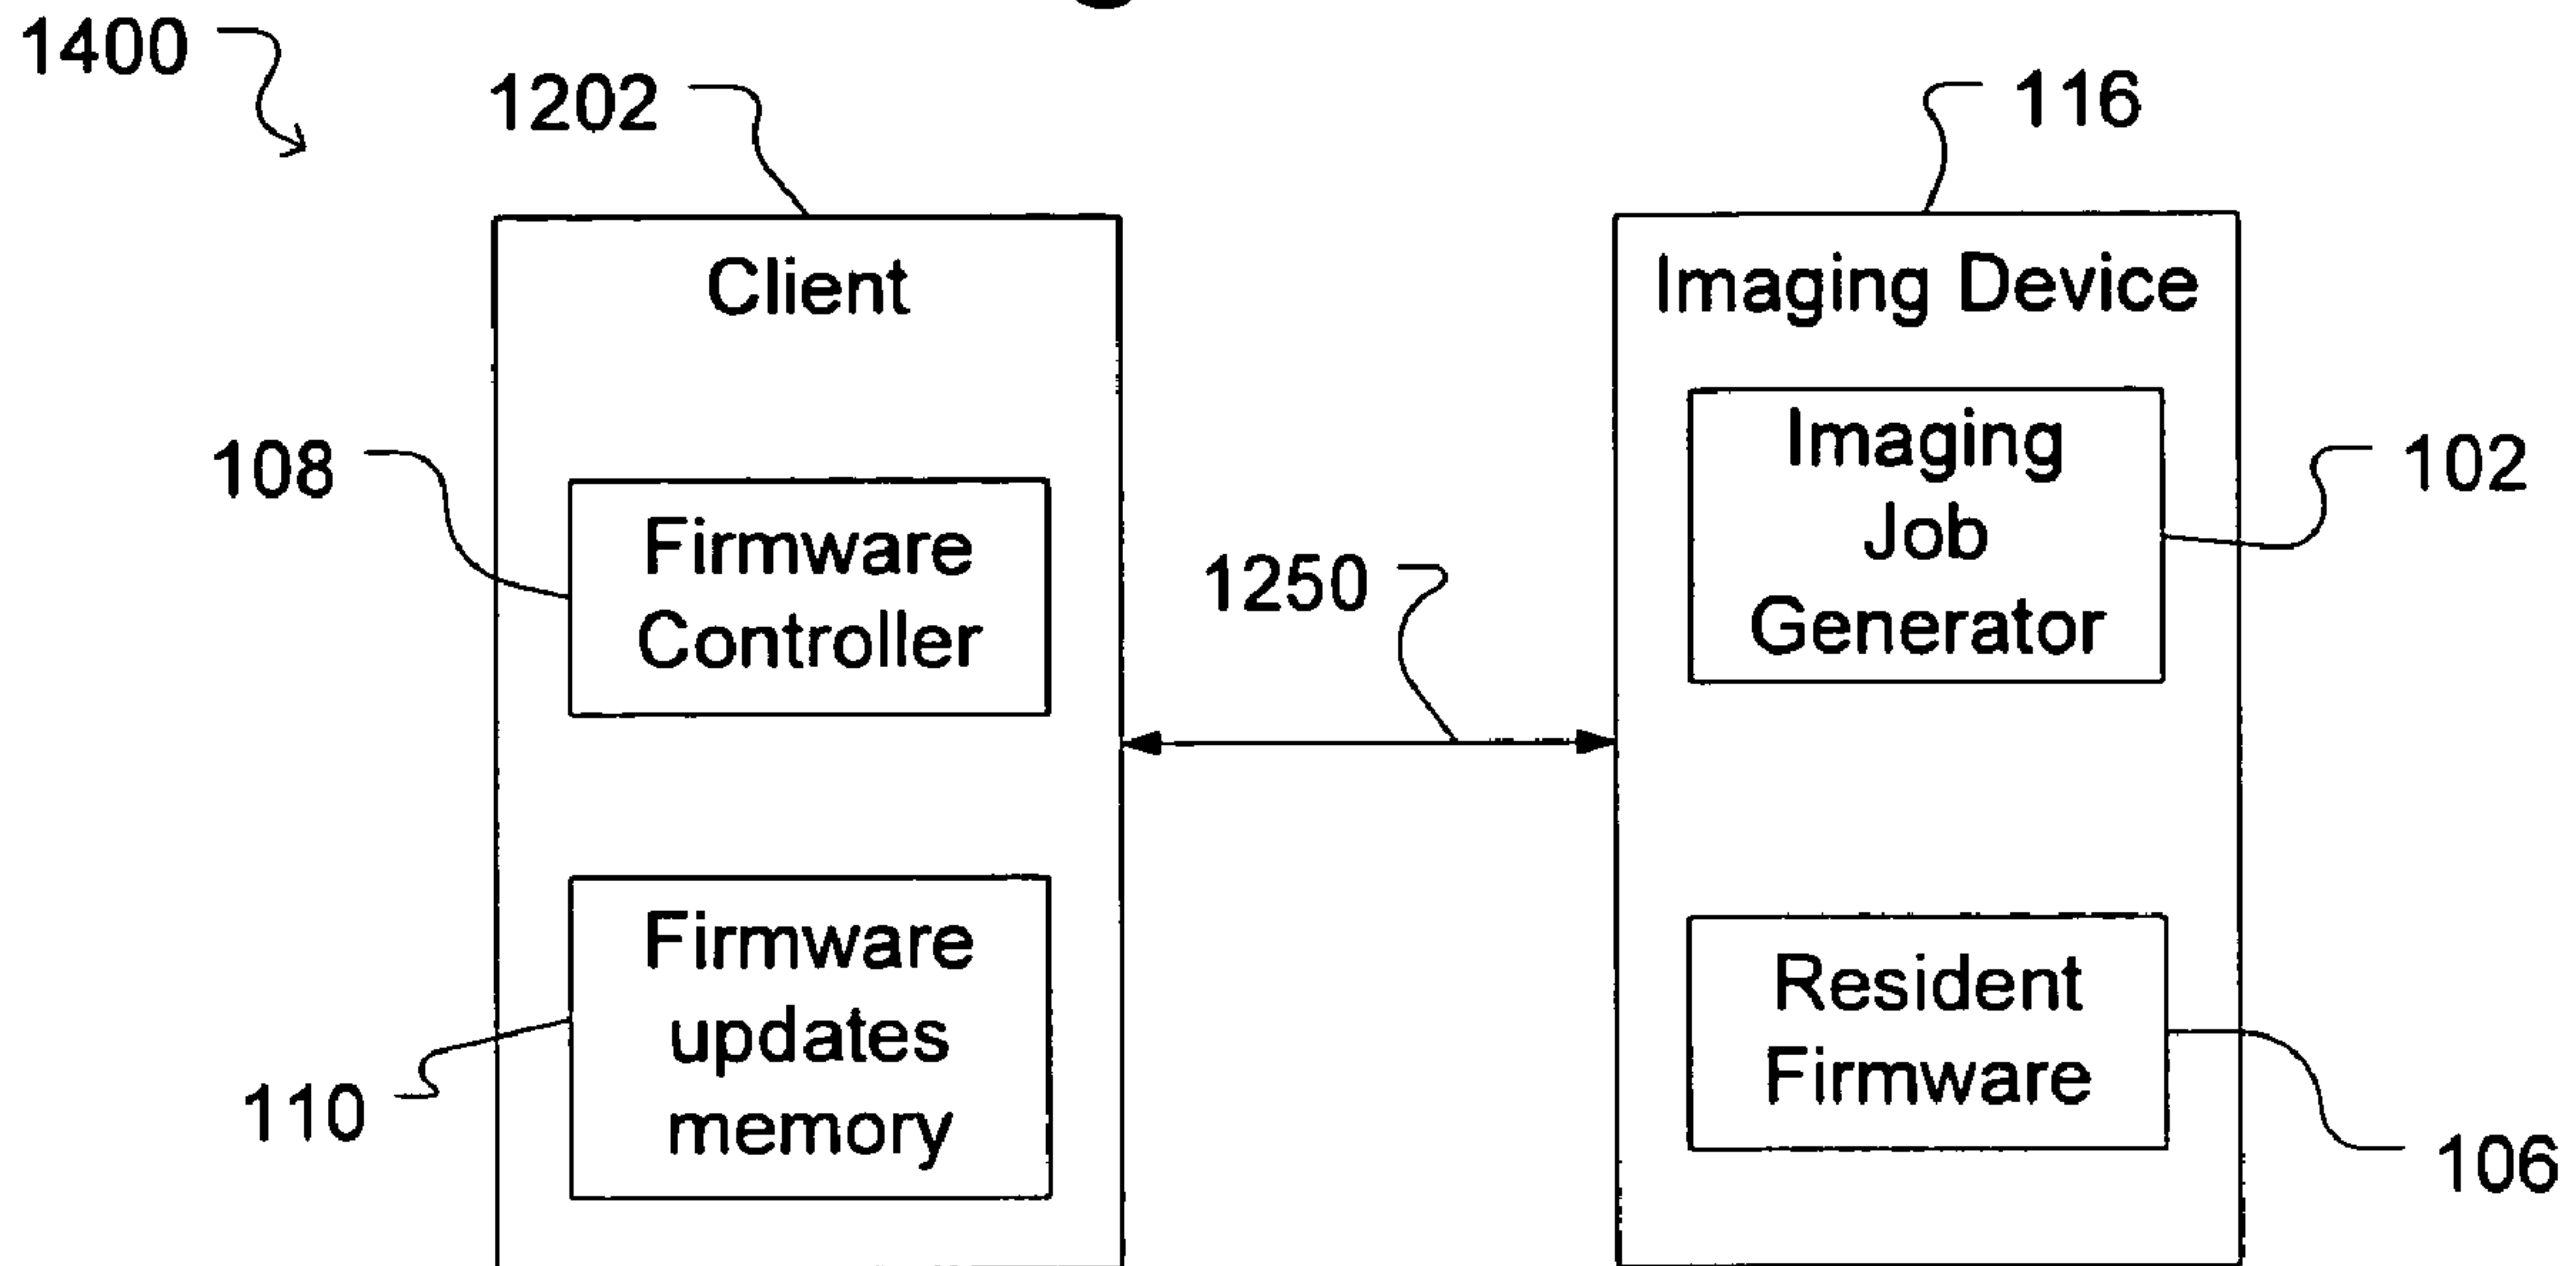 1400
1202
116
Client
Imaging Device
108
Firmware
Controller
1250
Imaging
Job
Generator
102
110
Firmware
updates
memory
Resident
Firmware
106